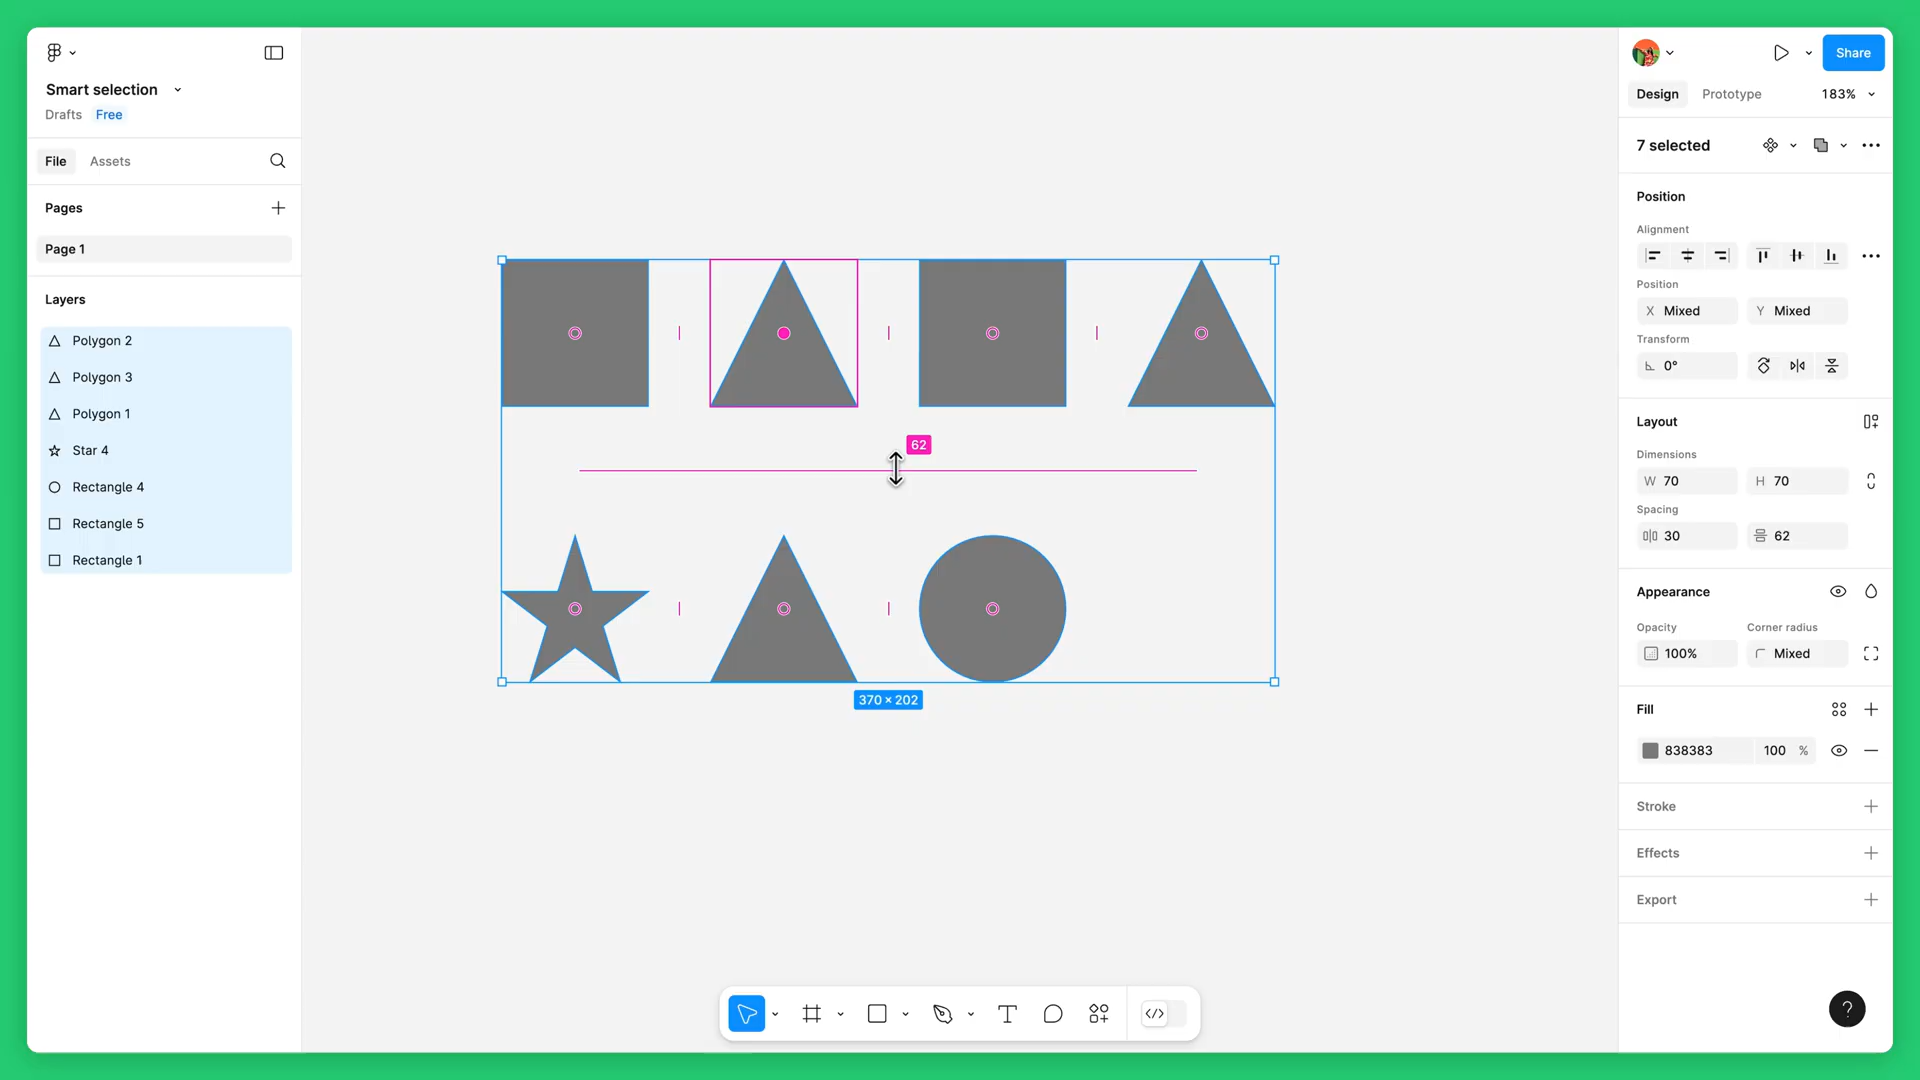 Smart selection
Drafts Free
File Assets
Pages
Page 1
Layers
Polygon 2
Polygon 3
Polygon 1
Star 4
Rectangle 4
Rectangle 5
Rectangle 1
62
370 × 202
Share
Design Prototype 183%
7 selected
Position
Alignment
Position
X Mixed Y Mixed
Transform
0°
Layout
Dimensions
W 70 H 70
Spacing
30 62
Appearance
Opacity Corner radius
100% Mixed
Fill
838383 100 %
Stroke
Effects
Export
?